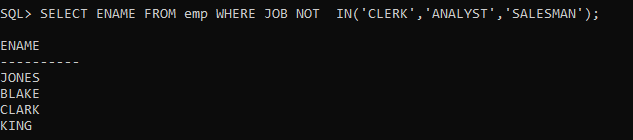 SQL> SELECT ENAME FROM emp WHERE JOB NOT  IN('CLERK','ANALYST','SALESMAN');
ENAME
----------
JONES
BLAKE
CLARK
KING